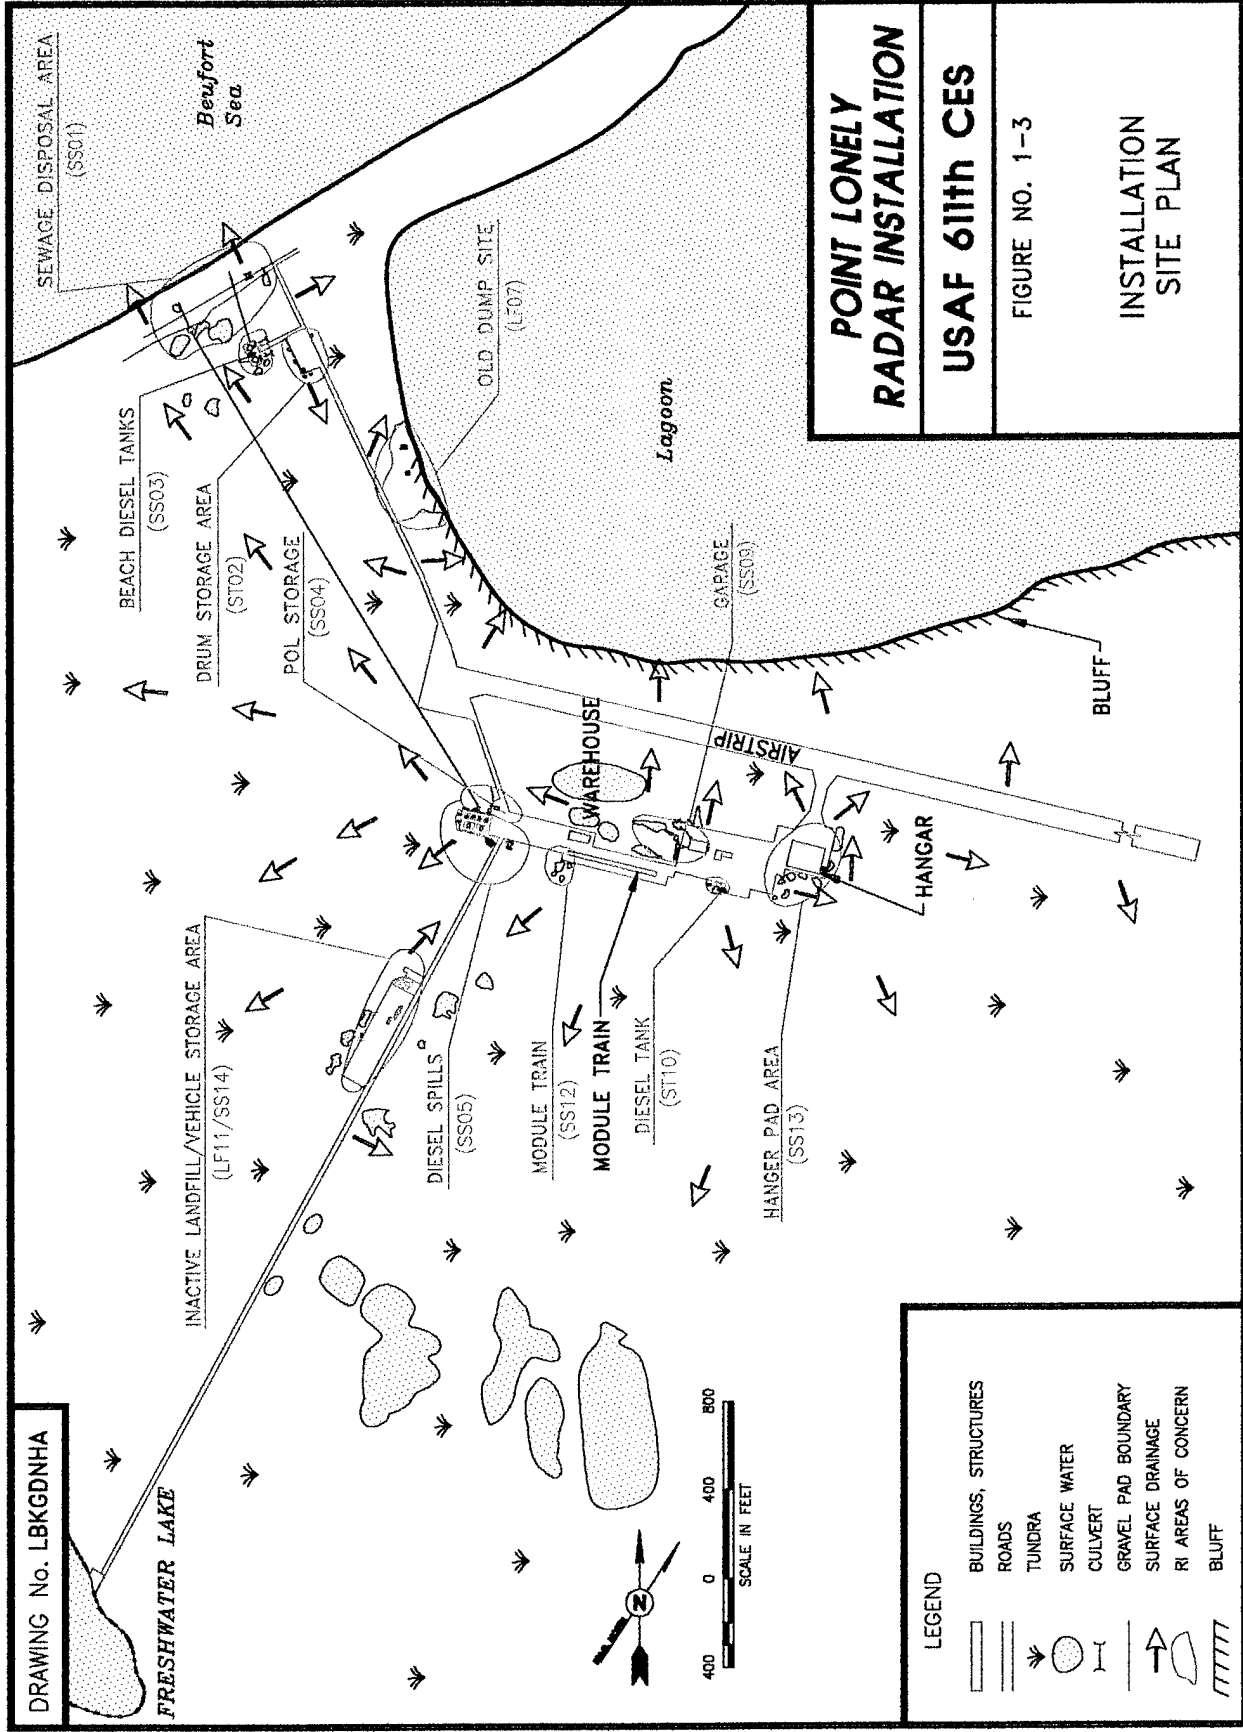 DRAWING No. LBKGDNHA
FRESHWATER LAKE
INACTIVE LANDFILL/VEHICLE STORAGE AREA
(LF11/SS14)
SEWAGE DISPOSAL AREA
(SS01)
Beufort
Sea
BEACH DIESEL TANKS
(SS03)
DRUM STORAGE AREA
(ST02)
POL STORAGE
(SS04)
OLD DUMP SITE
(LF07)
Lagoon
DIESEL SPILLS
(SS05)
MODULE TRAIN
(SS12)
MODULE TRAIN
DIESEL TANK
(ST10)
HANGER PAD AREA
(SS13)
WAREHOUSE
AIRSTRIP
GARAGE
(SS09)
HANGAR
BLUFF
N
400 0 400 800
SCALE IN FEET
LEGEND
BUILDINGS, STRUCTURES
ROADS
TUNDRA
SURFACE WATER
CULVERT
GRAVEL PAD BOUNDARY
SURFACE DRAINAGE
RI AREAS OF CONCERN
BLUFF
POINT LONELY
RADAR INSTALLATION
USAF 611th CES
FIGURE NO. 1-3
INSTALLATION
SITE PLAN